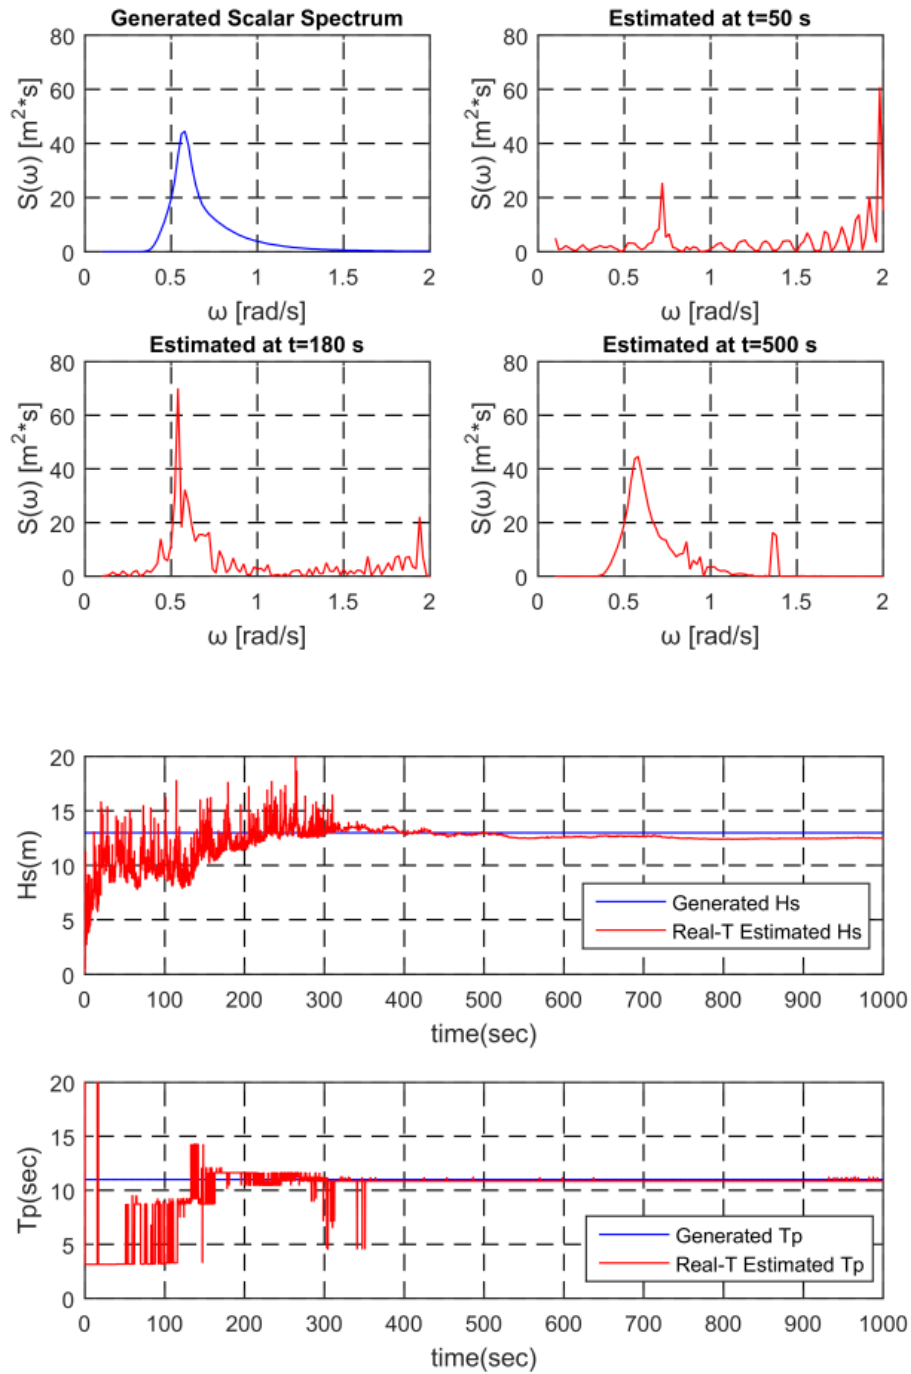 Generated Scalar Spectrum
80
60
40
20
0
S(ω) [m²*s]
0 0.5 1 1.5 2
ω [rad/s]
Estimated at t=50 s
80
60
40
20
0
S(ω) [m²*s]
0 0.5 1 1.5 2
ω [rad/s]
Estimated at t=180 s
80
60
40
20
0
S(ω) [m²*s]
0 0.5 1 1.5 2
ω [rad/s]
Estimated at t=500 s
80
60
40
20
0
S(ω) [m²*s]
0 0.5 1 1.5 2
ω [rad/s]
20
15
10
5
0
Hs(m)
Generated Hs
Real-T Estimated Hs
0 100 200 300 400 500 600 700 800 900 1000
time(sec)
20
15
10
5
0
Tp(sec)
Generated Tp
Real-T Estimated Tp
0 100 200 300 400 500 600 700 800 900 1000
time(sec)